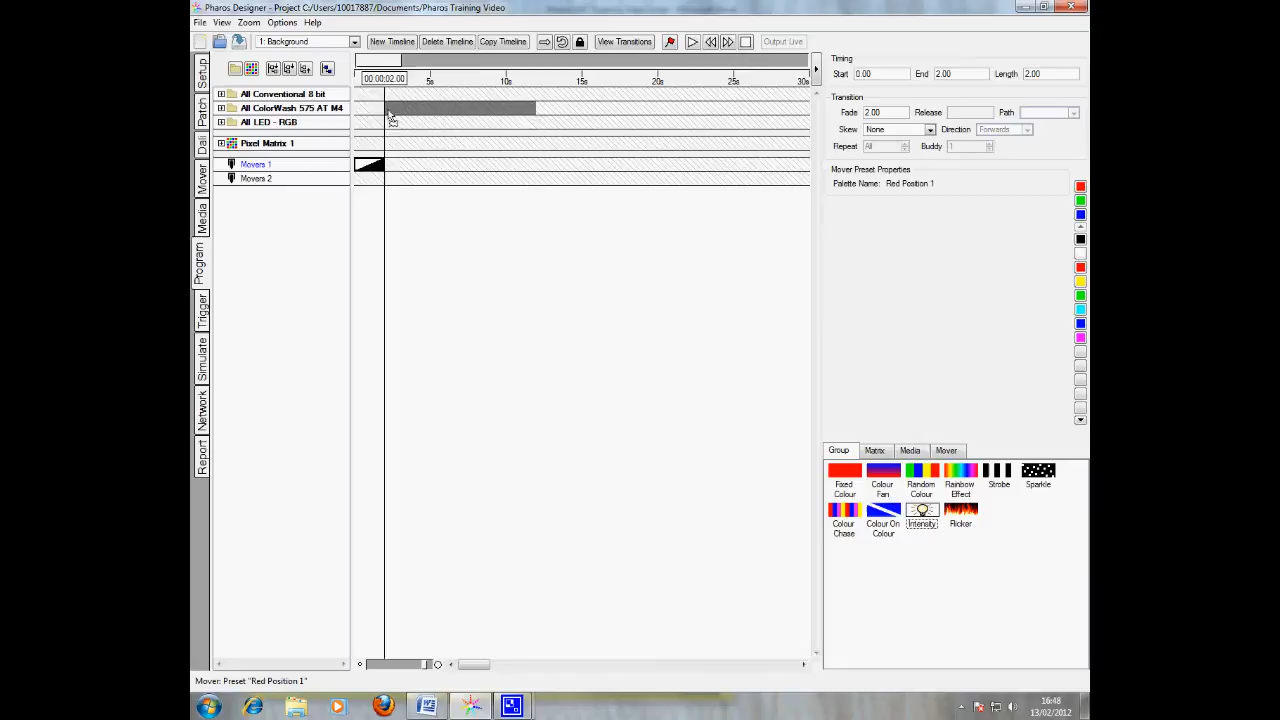 Pharos Designer - Project C:/Users/10017887/Documents/Pharos Training Video
File View Zoom Options Help
1: Background New Timeline Delete Timeline Copy Timeline View Transitions Output Live
00:00:02.00 5s 10s 15s 20s 25s 30s
Setup
Patch
Dali
Mover
Media
Program
Trigger
Simulate
Network
Report
All Conventional 8 bit
All ColorWash 575 AT M4
All LED - RGB
Pixel Matrix 1
Movers 1
Movers 2
Timing
Start 0.00 End 2.00 Length 2.00
Transition
Fade 2.00 Release Path
Skew None Direction Forwards
Repeat All Buddy 1
Mover Preset Properties
Palette Name: Red Position 1
Group Matrix Media Mover
Fixed Colour
Colour Fan
Random Colour
Rainbow Effect
Strobe
Sparkle
Colour Chase
Colour On Colour
Intensity
Flicker
Mover: Preset "Red Position 1"
16:48
13/02/2012